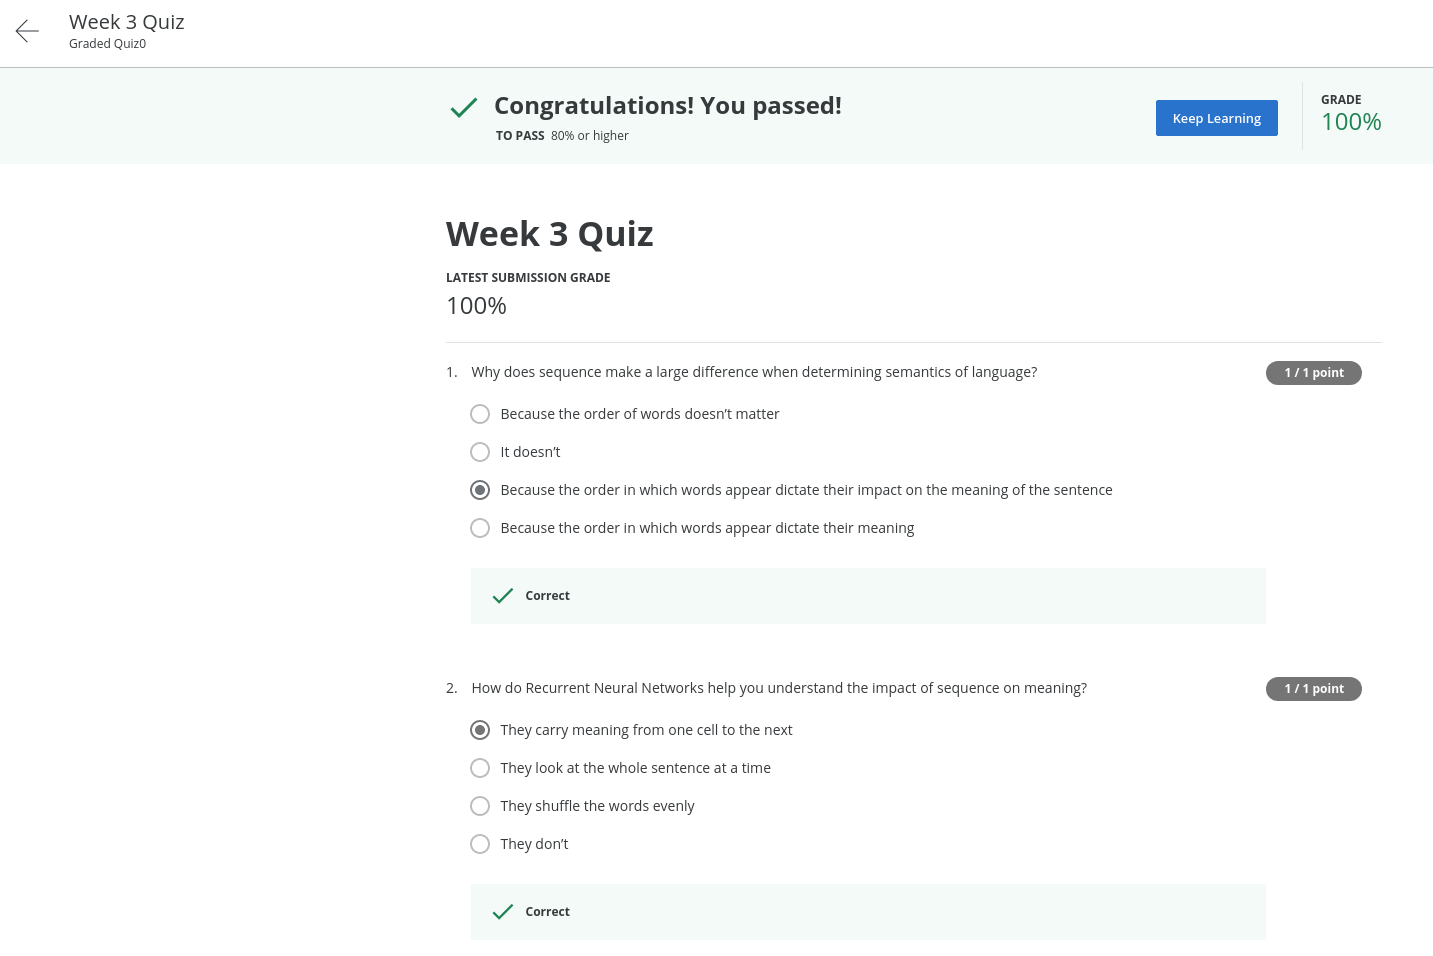 Week 3 Quiz
Graded Quiz0
Congratulations! You passed!
TO PASS 80% or higher
Keep Learning
GRADE
100%
Week 3 Quiz
LATEST SUBMISSION GRADE
100%
1. Why does sequence make a large difference when determining semantics of language?
1 / 1 point
Because the order of words doesn’t matter
It doesn’t
Because the order in which words appear dictate their impact on the meaning of the sentence
Because the order in which words appear dictate their meaning
Correct
2. How do Recurrent Neural Networks help you understand the impact of sequence on meaning?
1 / 1 point
They carry meaning from one cell to the next
They look at the whole sentence at a time
They shuffle the words evenly
They don’t
Correct